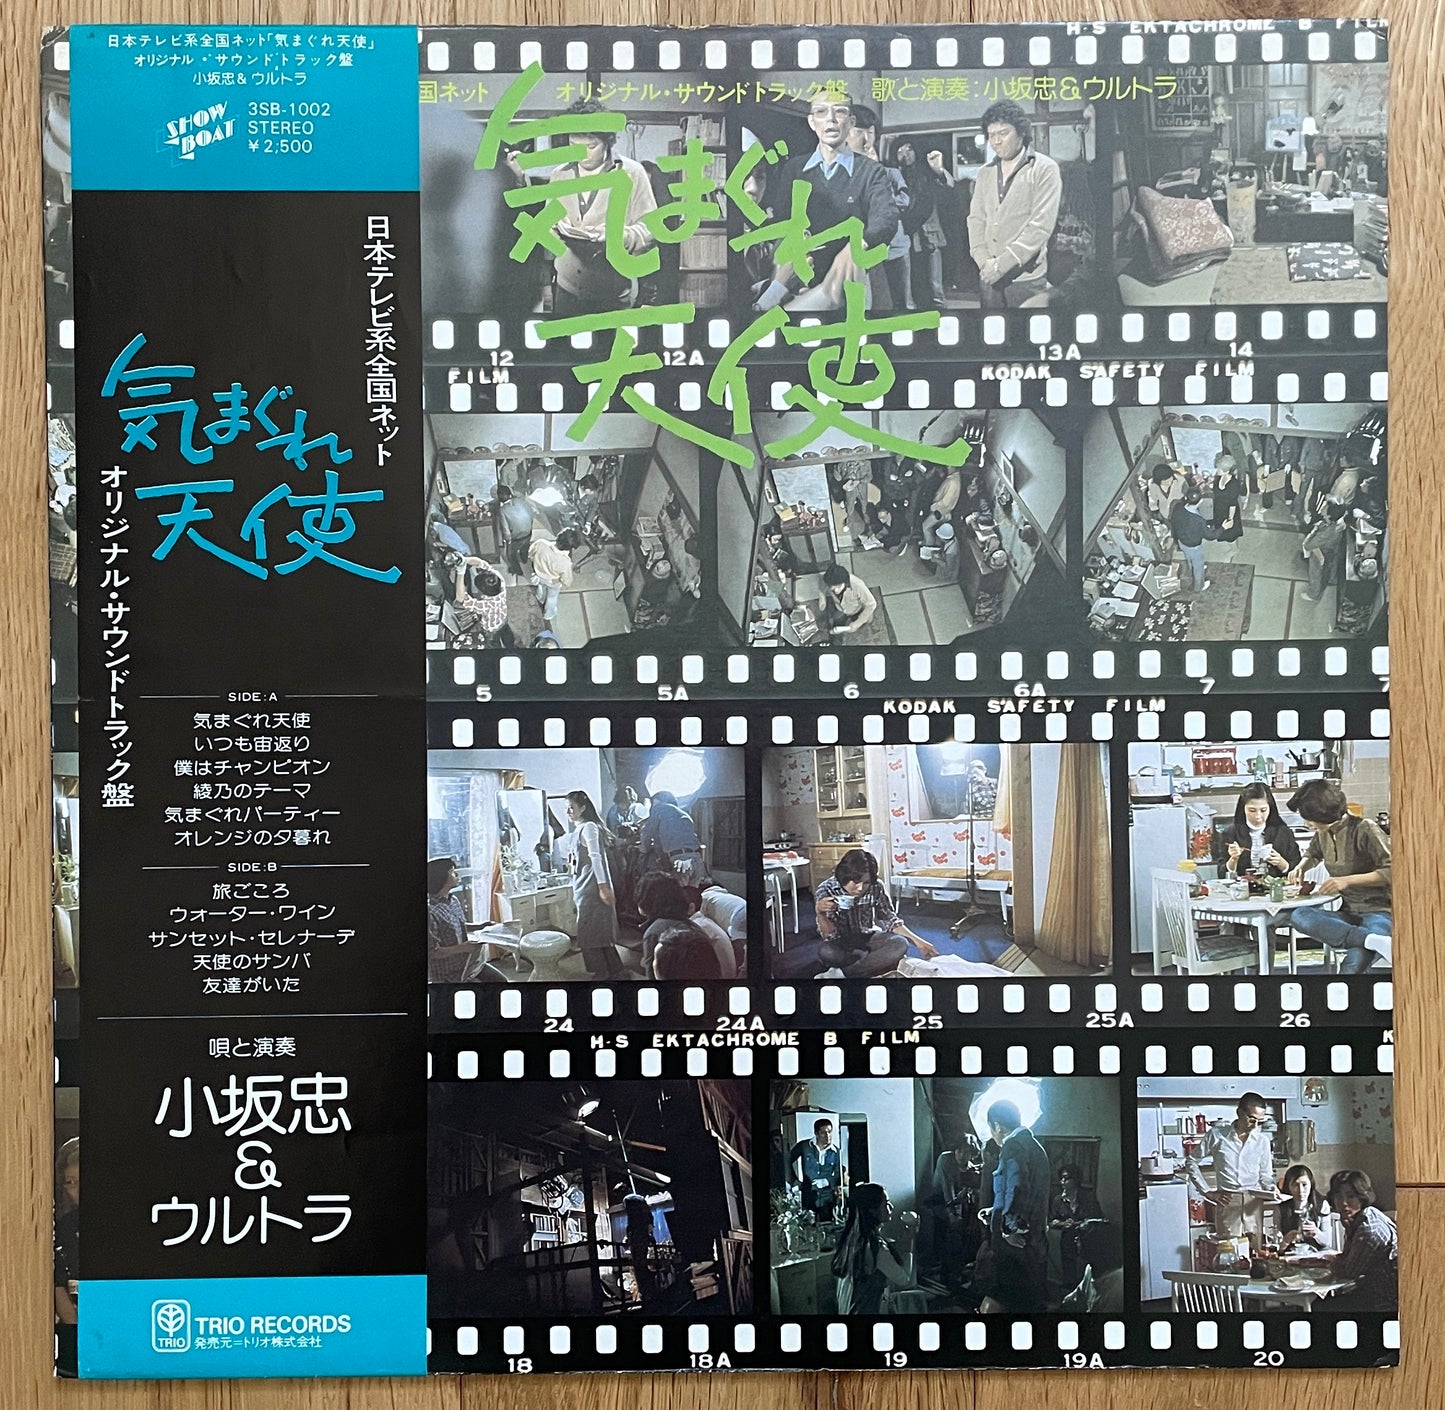 日本テレビ系全国ネット「気まぐれ天使」
オリジナル・サウンドトラック盤
小坂忠&ウルトラ
SHOW
BOAT
3SB-1002
STEREO
¥2,500
日本テレビ系全国ネット
気まぐれ
天使
オリジナル・サウンドトラック盤
SIDE:A
気まぐれ天使
いつも宙返り
僕はチャンピオン
綾乃のテーマ
気まぐれパーティー
オレンジの夕暮れ
SIDE:B
旅ごころ
ウォーター・ワイン
サンセット・セレナーデ
天使のサンバ
友達がいた
唄と演奏
小坂忠
&
ウルトラ
TRIO
TRIO RECORDS
発売元=トリオ株式会社
H-S EKTACHROME B FILM
国ネット オリジナル・サウンドトラック盤 歌と演奏:小坂忠&ウルトラ
気まぐれ
天使
12 12A 13A 14
FILM KODAK SAFETY FILM
5 5A 6 6A 7 7
KODAK SAFETY FILM
24 24A 25 25A 26
H-S EKTACHROME B FILM K
18 18A 19 19A 20